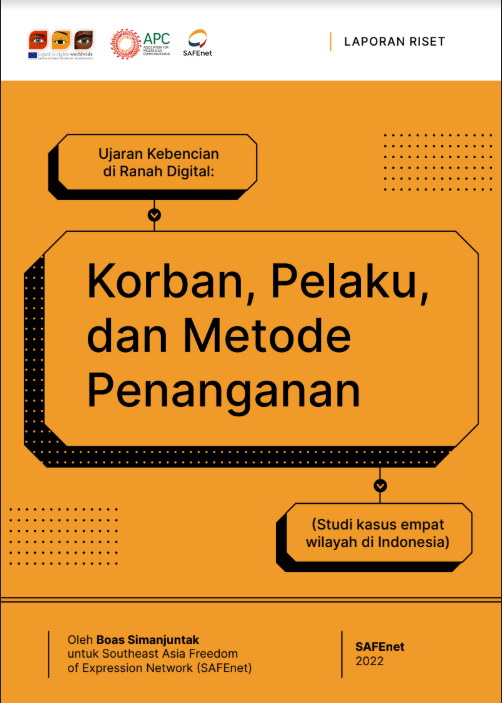 APC
ASSOCIATION FOR
PROGRESSIVE
COMMUNICATIONS
SAFEnet
LAPORAN RISET
Ujaran Kebencian
di Ranah Digital:
Korban, Pelaku,
dan Metode
Penanganan
(Studi kasus empat
wilayah di Indonesia)
Oleh Boas Simanjuntak
untuk Southeast Asia Freedom
of Expression Network (SAFEnet)
SAFEnet
2022